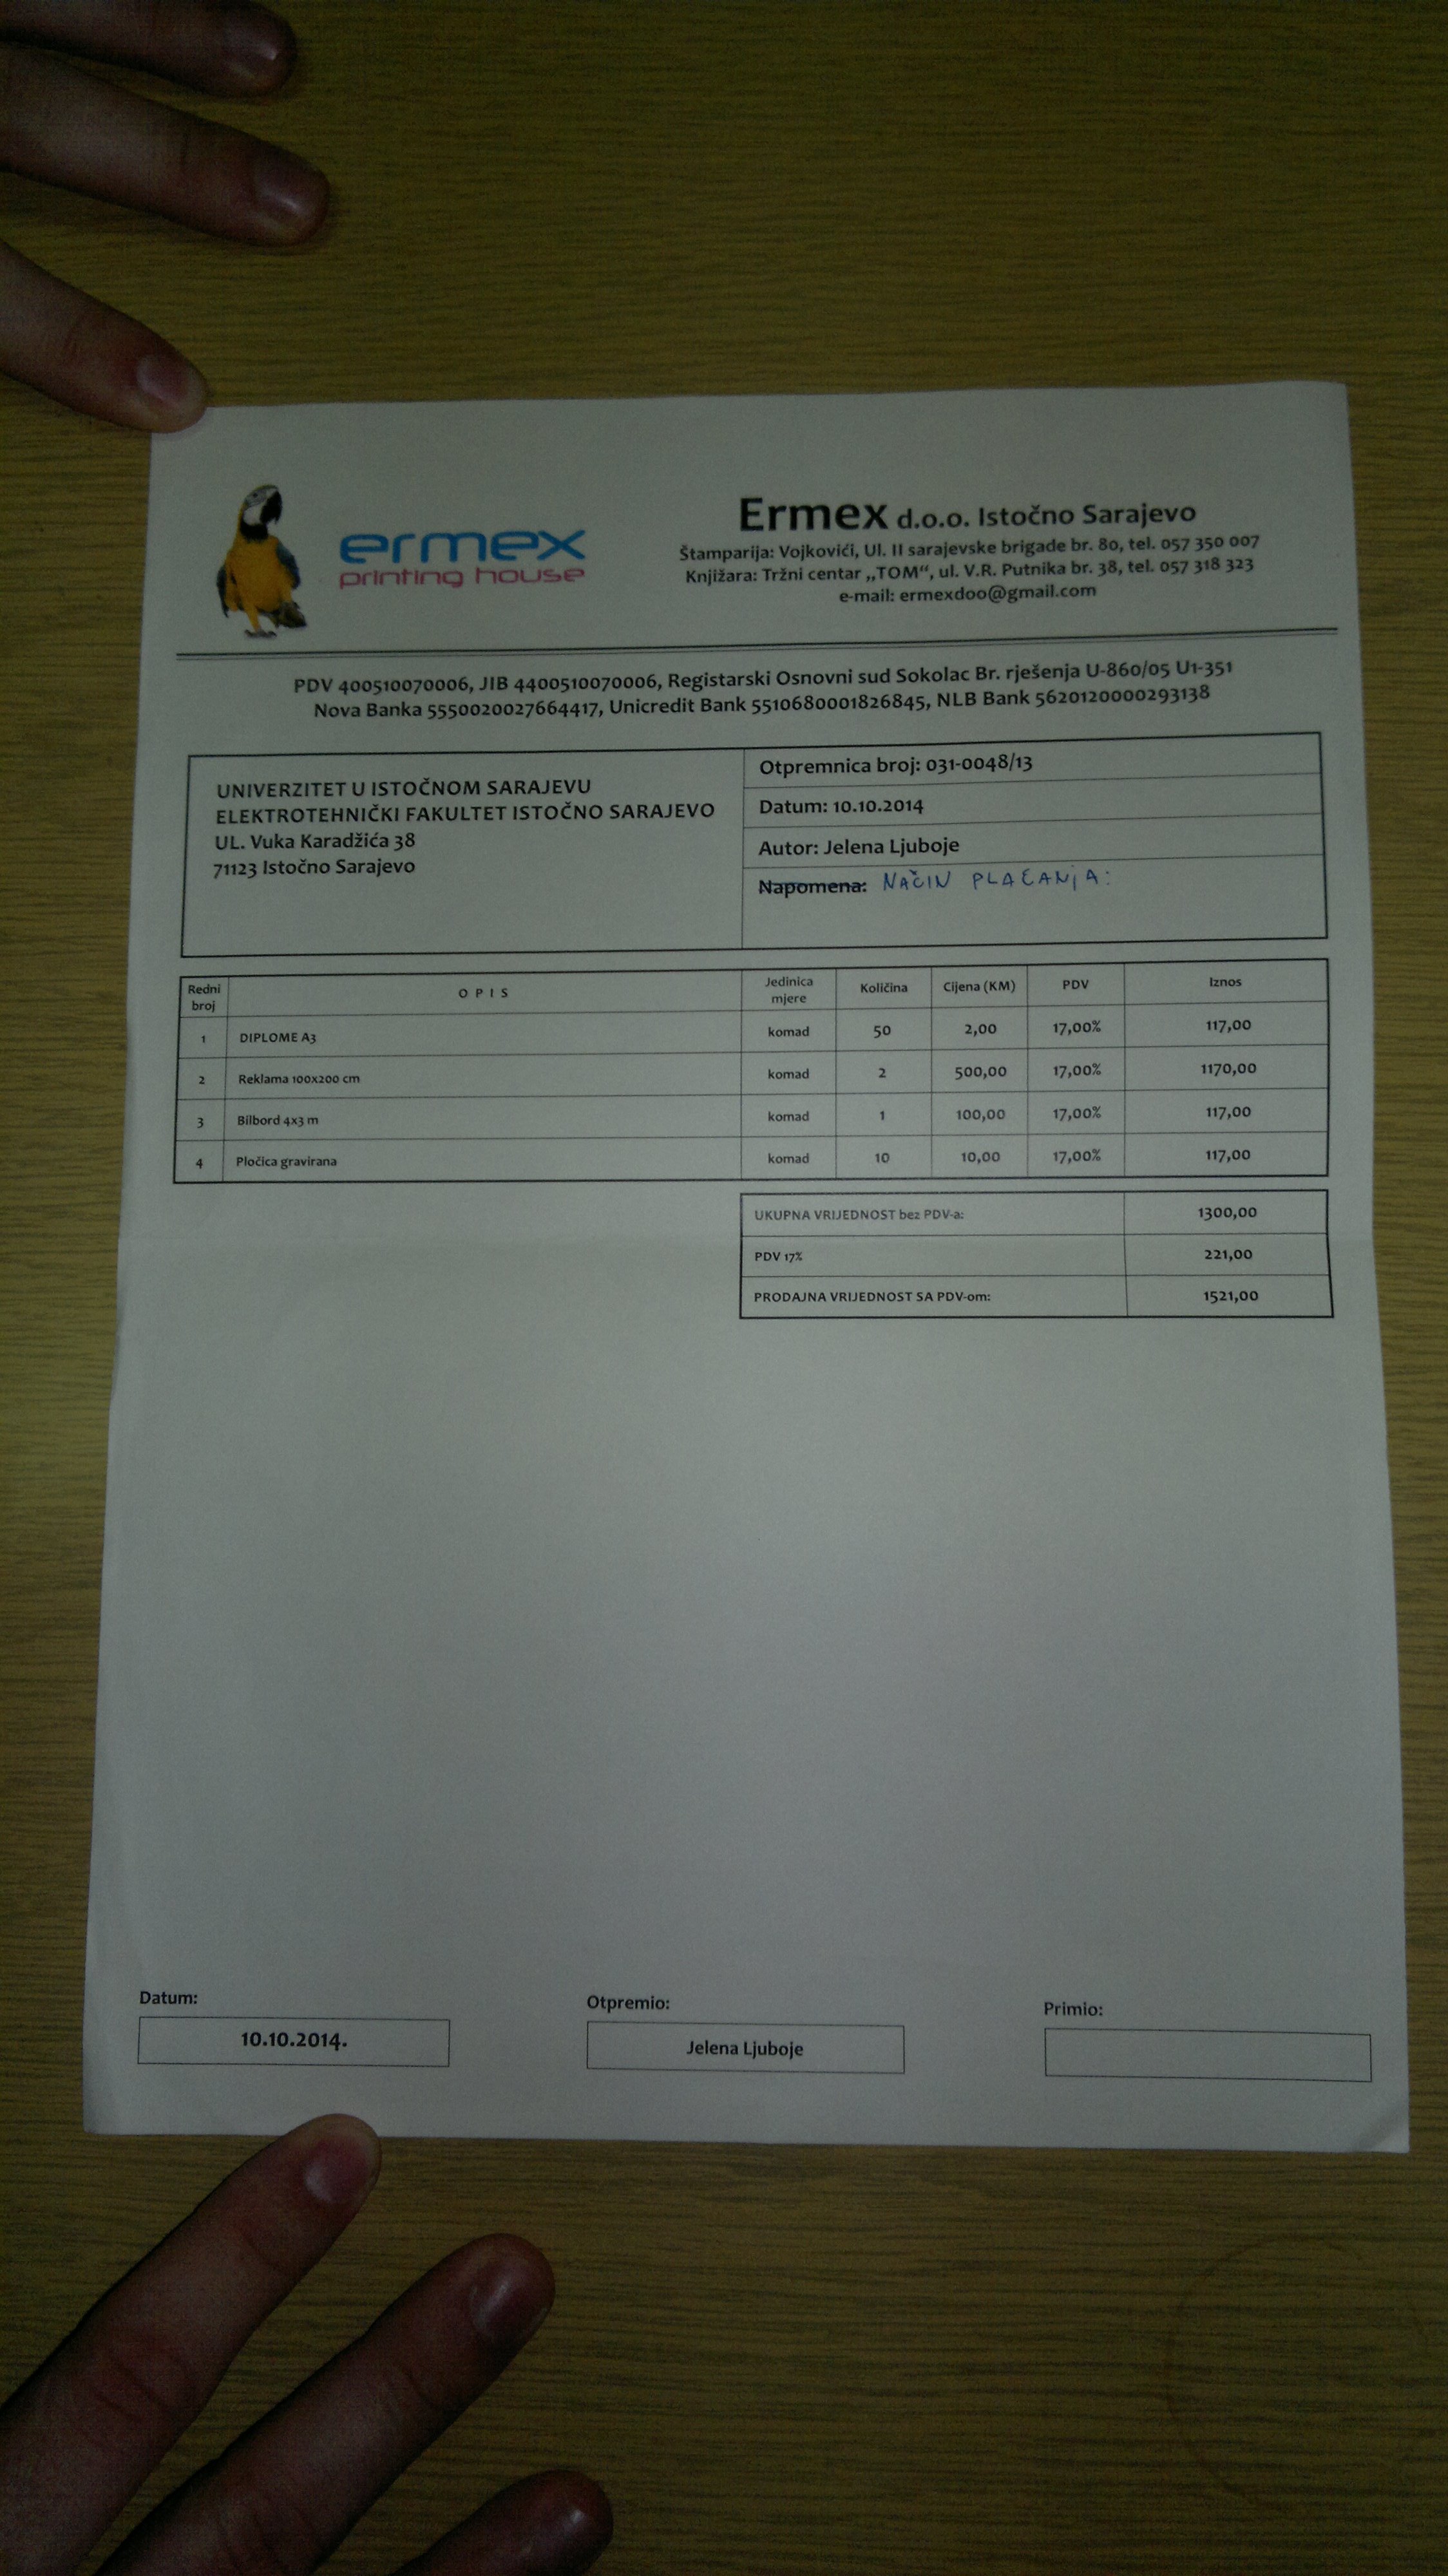 ermex
printing house
Ermex d.o.o. Istočno Sarajevo
Štamparija: Vojkovići, Ul. II sarajevske brigade br. 80, tel. 057 350 007
Knjižara: Tržni centar „TOM“, ul. V.R. Putnika br. 38, tel. 057 318 323
e-mail: ermexdoo@gmail.com
PDV 400510070006, JIB 4400510070006, Registarski Osnovni sud Sokolac Br. rješenja U-860/05 U1-351
Nova Banka 5550020027664417, Unicredit Bank 5510680001826845, NLB Bank 5620120000293138
UNIVERZITET U ISTOČNOM SARAJEVU
ELEKTROTEHNIČKI FAKULTET ISTOČNO SARAJEVO
UL. Vuka Karadžića 38
71123 Istočno Sarajevo
Otpremnica broj: 031-0048/13
Datum: 10.10.2014
Autor: Jelena Ljuboje
Napomena: NAČIN PLAĆANJA:
Redni broj OPIS Jedinica mjere Količina Cijena (KM) PDV Iznos
1 DIPLOME A3 komad 50 2,00 17,00% 117,00
2 Reklama 100x200 cm komad 2 500,00 17,00% 1170,00
3 Bilbord 4x3 m komad 1 100,00 17,00% 117,00
4 Pločica gravirana komad 10 10,00 17,00% 117,00
UKUPNA VRIJEDNOST bez PDV-a: 1300,00
PDV 17% 221,00
PRODAJNA VRIJEDNOST SA PDV-om: 1521,00
Datum: Otpremio: Primio:
10.10.2014. Jelena Ljuboje